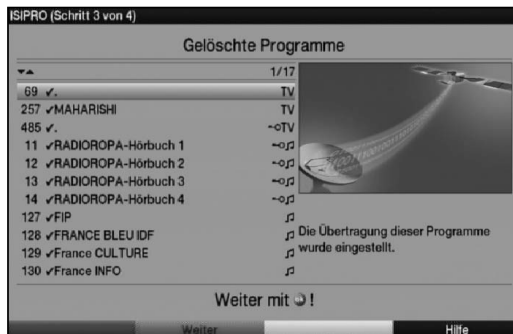 ISIPRO (Schritt 3 von 4)
Gelöschte Programme
1/17
69 ✔. TV
257 ✔MAHARISHI TV
485 ✔. TV
11 ✔RADIOROPA-Hörbuch 1
12 ✔RADIOROPA-Hörbuch 2
13 ✔RADIOROPA-Hörbuch 3
14 ✔RADIOROPA-Hörbuch 4
127 ✔FIP
128 ✔FRANCE BLEU IDF
129 ✔France CULTURE
130 ✔France INFO
Die Übertragung dieser Programme
wurde eingestellt.
Weiter mit !
Weiter
Hilfe